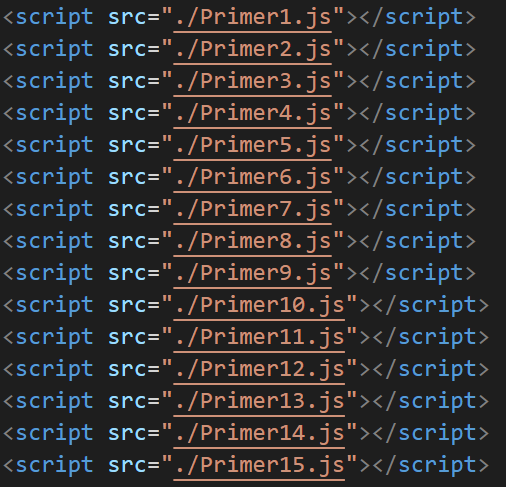 <script src="./Primer1.js"></script>
<script src="./Primer2.js"></script>
<script src="./Primer3.js"></script>
<script src="./Primer4.js"></script>
<script src="./Primer5.js"></script>
<script src="./Primer6.js"></script>
<script src="./Primer7.js"></script>
<script src="./Primer8.js"></script>
<script src="./Primer9.js"></script>
<script src="./Primer10.js"></script>
<script src="./Primer11.js"></script>
<script src="./Primer12.js"></script>
<script src="./Primer13.js"></script>
<script src="./Primer14.js"></script>
<script src="./Primer15.js"></script>